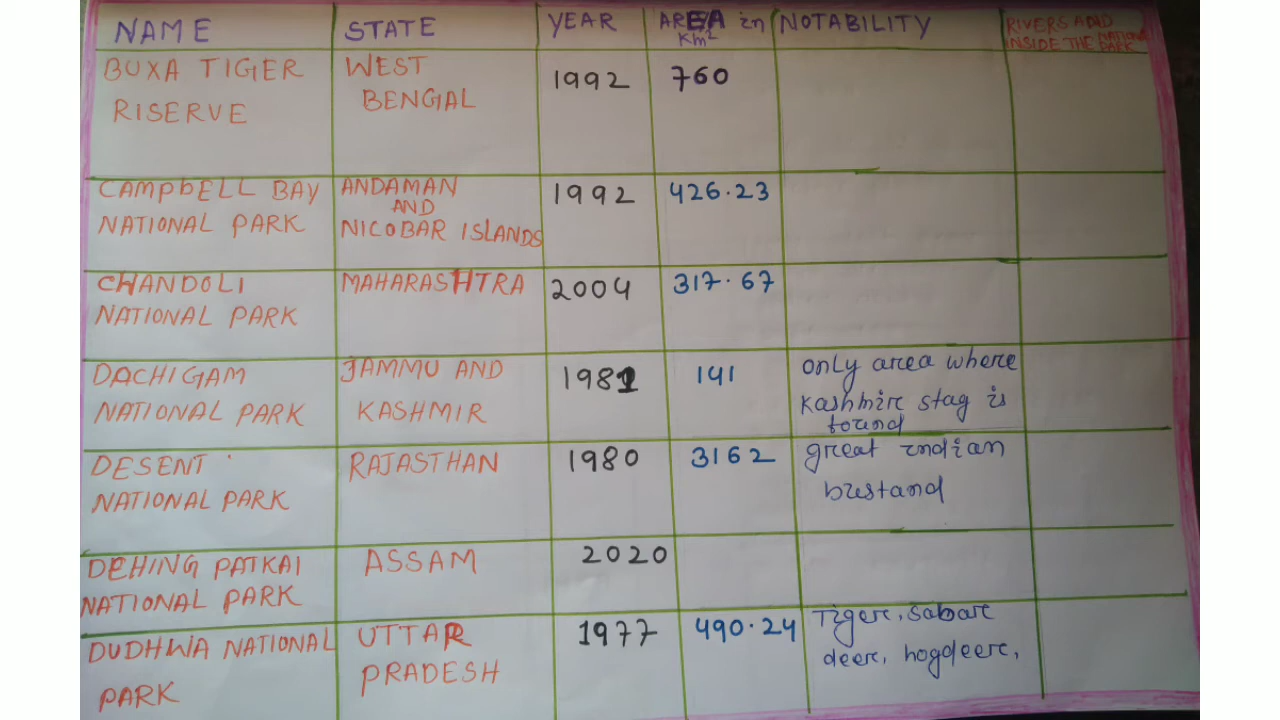 NAME STATE YEAR AREA in Km² NOTABILITY RIVERS AND INSIDE THE NATIONAL PARK
BUXA TIGER RISERVE WEST BENGAL 1992 760
CAMPbELL BAY NATIONAL PARK ANDAMAN AND NICOBAR ISLANDS 1992 426.23
CHANDOLI NATIONAL PARK MAHARASHTRA 2004 317.67
DACHIGAM NATIONAL PARK JAMMU AND KASHMIR 1981 141 only area where kashmir stag is found
DESENT NATIONAL PARK RAJASTHAN 1980 3162 great indian brustand
DEHING PATKAI NATIONAL PARK ASSAM 2020
DUDHWA NATIONAL PARK UTTAR PRADESH 1977 490.24 Tiger, sabar deer, hogdeer,